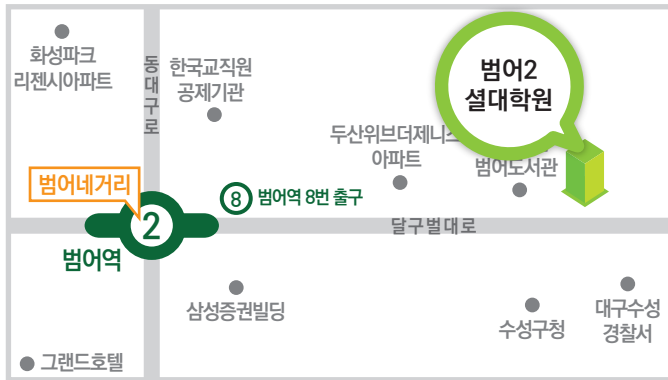 화성파크
리젠시아파트
동대구로
한국교직원
공제기관
범어2
셜대학원
두산위브더제니스
아파트
범어도서관
범어네거리
2
범어역
8 범어역 8번 출구
달구벌대로
삼성증권빌딩
수성구청
대구수성
경찰서
그랜드호텔